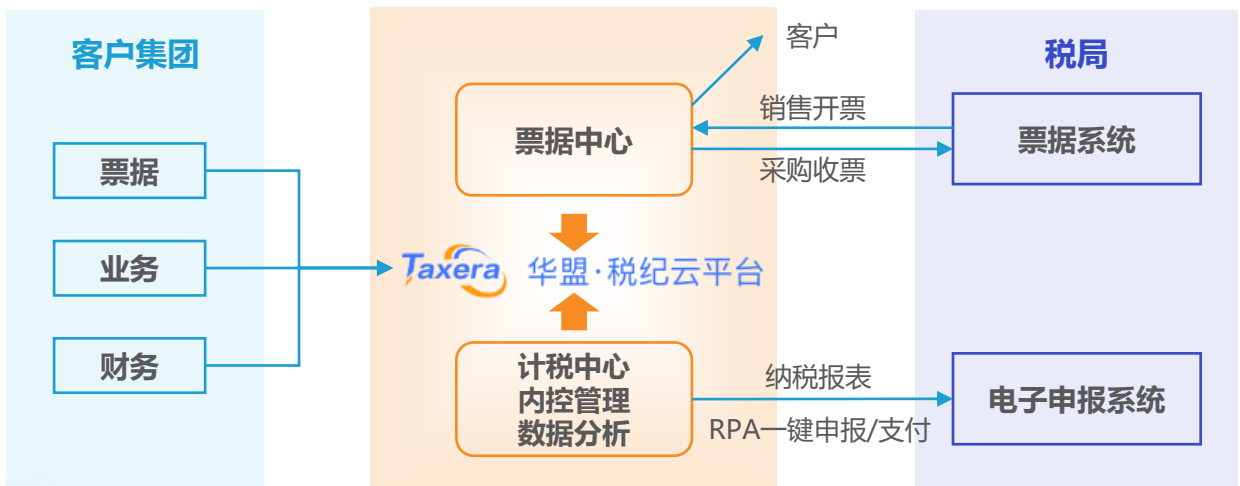 客户集团
票据
业务
财务
票据中心
Taxera 华盟·税纪云平台
计税中心
内控管理
数据分析
客户
销售开票
采购收票
纳税报表
RPA一键申报/支付
税局
票据系统
电子申报系统